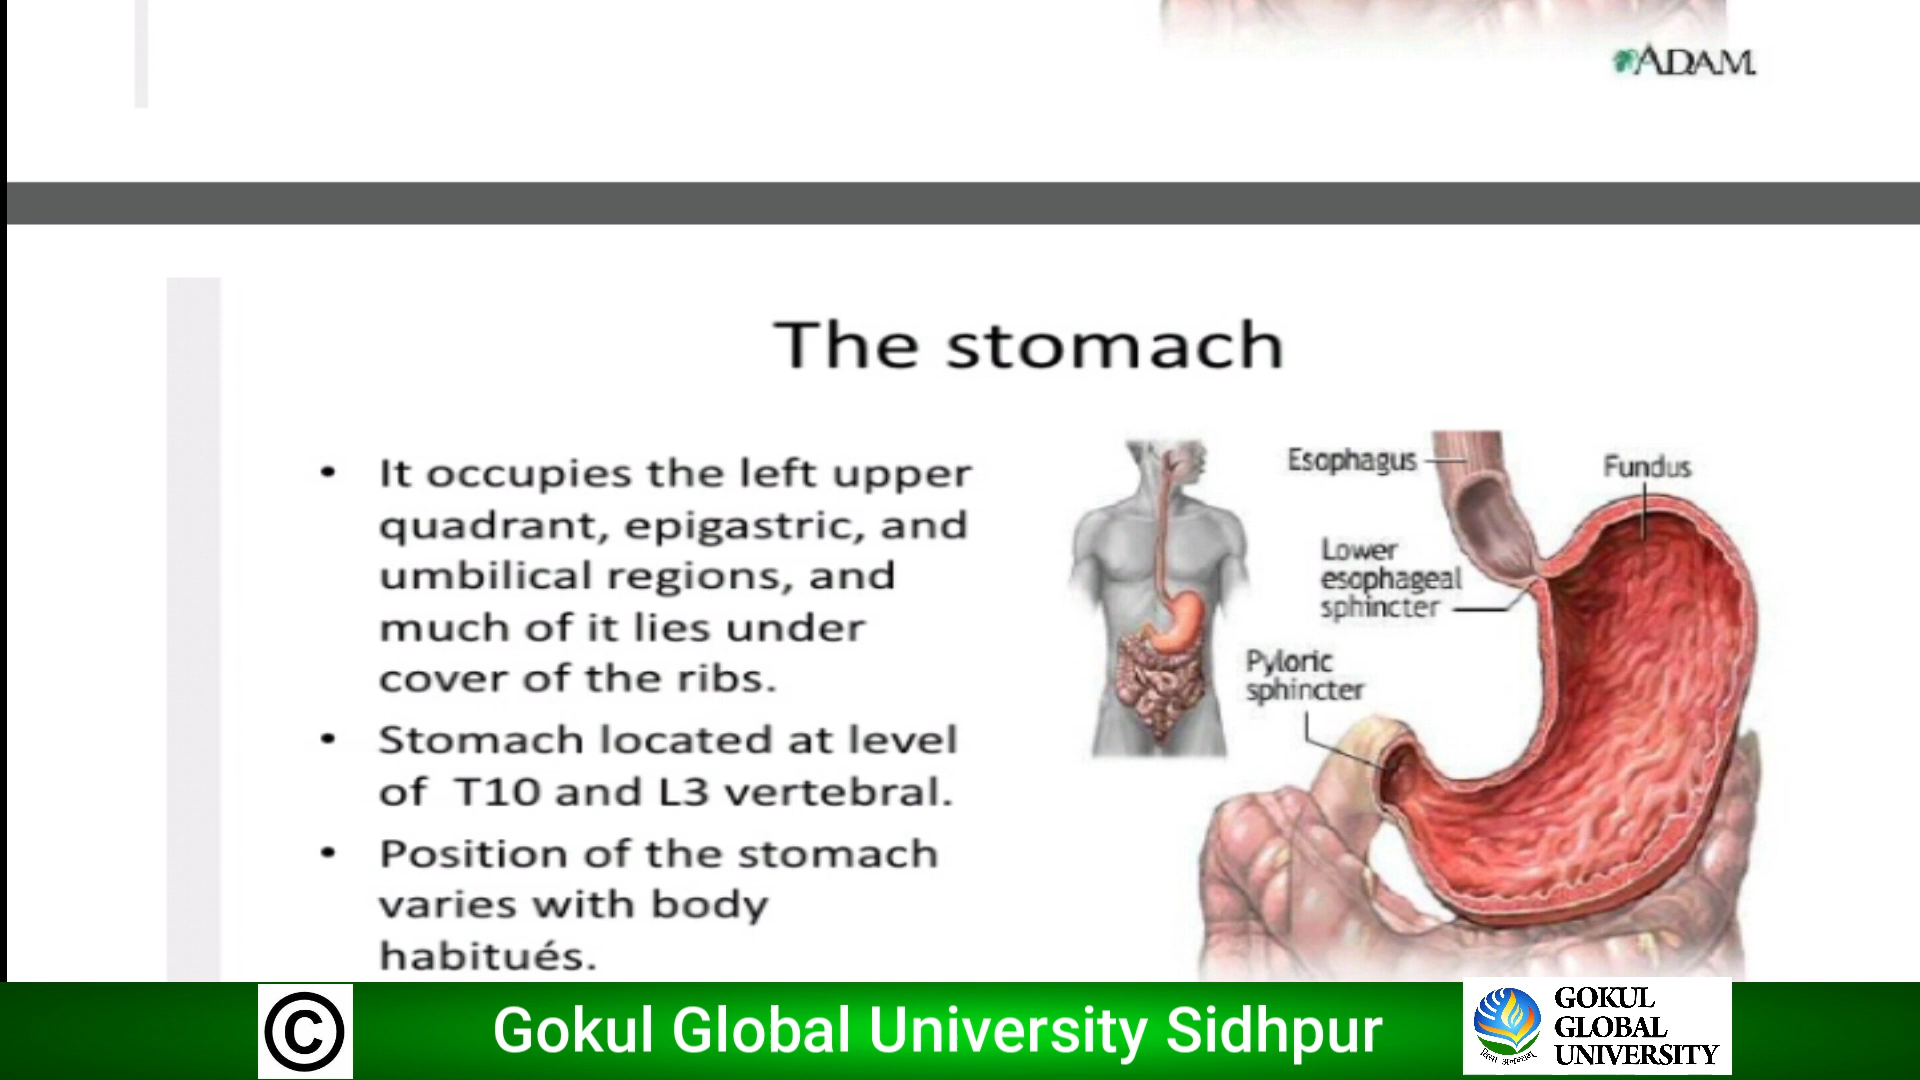 ADAM
The stomach
• It occupies the left upper
quadrant, epigastric, and
umbilical regions, and
much of it lies under
cover of the ribs.
• Stomach located at level
of T10 and L3 vertebral.
• Position of the stomach
varies with body
habitués.
Esophagus
Fundus
Lower
esophageal
sphincter
Pyloric
sphincter
©
Gokul Global University Sidhpur
GOKUL
GLOBAL
UNIVERSITY